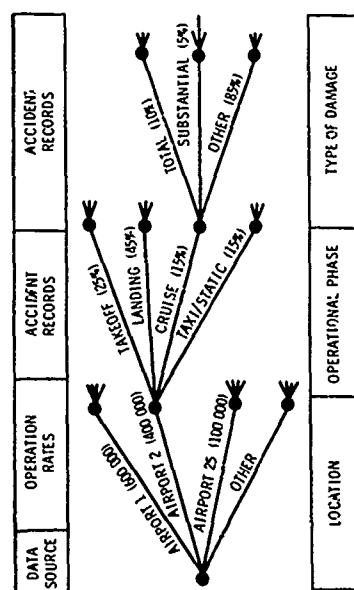 ACCIDENT
RECORDS
TOTAL (10%)
SUBSTANTIAL (5%)
OTHER (85%)
TYPE OF DAMAGE
ACCIDENT
RECORDS
TAKEOFF (25%)
LANDING (45%)
CRUISE (15%)
TAXI/STATIC (15%)
OPERATIONAL PHASE
OPERATION
RATES
AIRPORT 1 (600 000)
AIRPORT 2 (400 000)
AIRPORT 25 (100 000)
OTHER
LOCATION
DATA
SOURCE